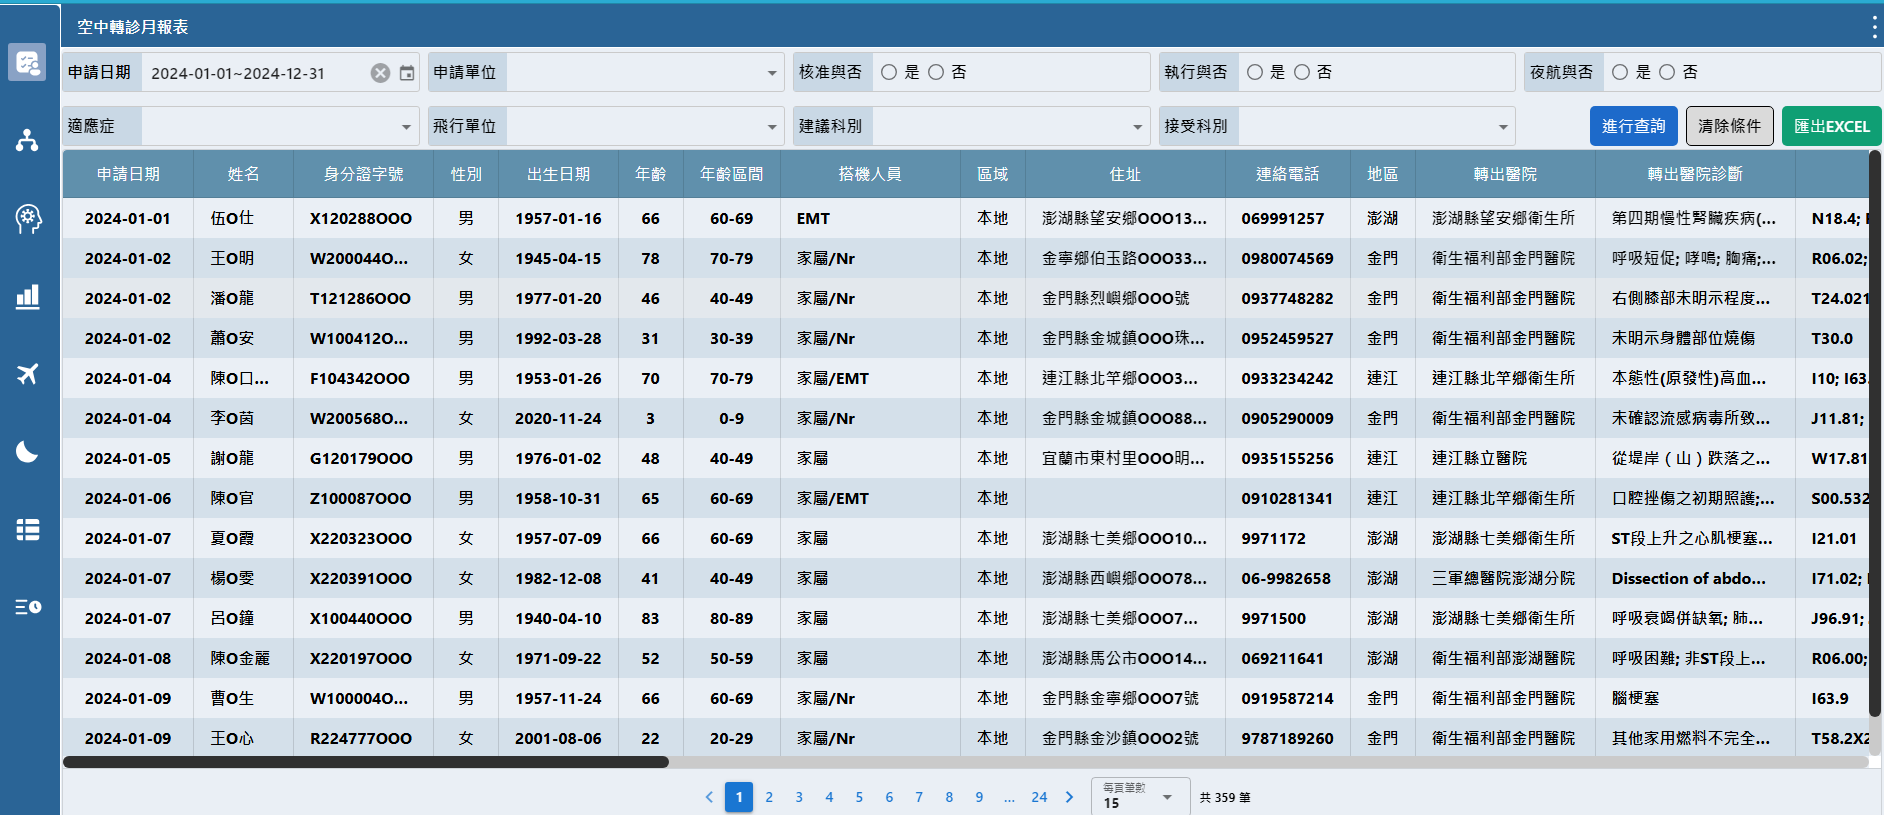 空中轉診月報表
申請日期 2024-01-01~2024-12-31 申請單位 核准與否 是 否 執行與否 是 否 夜航與否 是 否
適應症 飛行單位 建議科別 接受科別 進行查詢 清除條件 匯出EXCEL
申請日期 姓名 身分證字號 性別 出生日期 年齡 年齡區間 搭機人員 區域 住址 連絡電話 地區 轉出醫院 轉出醫院診斷
2024-01-01 伍O仕 X120288OOO 男 1957-01-16 66 60-69 EMT 本地 澎湖縣望安鄉OOO13... 069991257 澎湖 澎湖縣望安鄉衛生所 第四期慢性腎臟疾病(... N18.4;
2024-01-02 王O明 W200044O... 女 1945-04-15 78 70-79 家屬/Nr 本地 金寧鄉伯玉路OOO33... 0980074569 金門 衛生福利部金門醫院 呼吸短促; 哮鳴; 胸痛;... R06.02;
2024-01-02 潘O龍 T121286OOO 男 1977-01-20 46 40-49 家屬/Nr 本地 金門縣烈嶼鄉OOO號 0937748282 金門 衛生福利部金門醫院 右側膝部未明示程度... T24.021
2024-01-02 蕭O安 W100412O... 男 1992-03-28 31 30-39 家屬/Nr 本地 金門縣金城鎮OOO珠... 0952459527 金門 衛生福利部金門醫院 未明示身體部位燒傷 T30.0
2024-01-04 陳O口... F104342OOO 男 1953-01-26 70 70-79 家屬/EMT 本地 連江縣北竿鄉OOO3... 0933234242 連江 連江縣北竿鄉衛生所 本態性(原發性)高血... I10; I63.
2024-01-04 李O茵 W200568O... 女 2020-11-24 3 0-9 家屬/Nr 本地 金門縣金城鎮OOO88... 0905290009 金門 衛生福利部金門醫院 未確認流感病毒所致... J11.81;
2024-01-05 謝O龍 G120179OOO 男 1976-01-02 48 40-49 家屬 本地 宜蘭市東村里OOO明... 0935155256 連江 連江縣立醫院 從堤岸（山）跌落之... W17.81
2024-01-06 陳O官 Z100087OOO 男 1958-10-31 65 60-69 家屬/EMT 本地 0910281341 連江 連江縣北竿鄉衛生所 口腔挫傷之初期照護;... S00.532
2024-01-07 夏O霞 X220323OOO 女 1957-07-09 66 60-69 家屬 本地 澎湖縣七美鄉OOO10... 9971172 澎湖 澎湖縣七美鄉衛生所 ST段上升之心肌梗塞... I21.01
2024-01-07 楊O雯 X220391OOO 女 1982-12-08 41 40-49 家屬 本地 澎湖縣西嶼鄉OOO78... 06-9982658 澎湖 三軍總醫院澎湖分院 Dissection of abdo... I71.02;
2024-01-07 呂O鐘 X100440OOO 男 1940-04-10 83 80-89 家屬 本地 澎湖縣七美鄉OOO7... 9971500 澎湖 澎湖縣七美鄉衛生所 呼吸衰竭併缺氧; 肺... J96.91;
2024-01-08 陳O金麗 X220197OOO 女 1971-09-22 52 50-59 家屬 本地 澎湖縣馬公市OOO14... 069211641 澎湖 衛生福利部澎湖醫院 呼吸困難; 非ST段上... R06.00;
2024-01-09 曹O生 W100004O... 男 1957-11-24 66 60-69 家屬/Nr 本地 金門縣金寧鄉OOO7號 0919587214 金門 衛生福利部金門醫院 腦梗塞 I63.9
2024-01-09 王O心 R224777OOO 女 2001-08-06 22 20-29 家屬/Nr 本地 金門縣金沙鎮OOO2號 9787189260 金門 衛生福利部金門醫院 其他家用燃料不完全... T58.2X2
1 2 3 4 5 6 7 8 9 ... 24 每頁筆數 15 共 359 筆